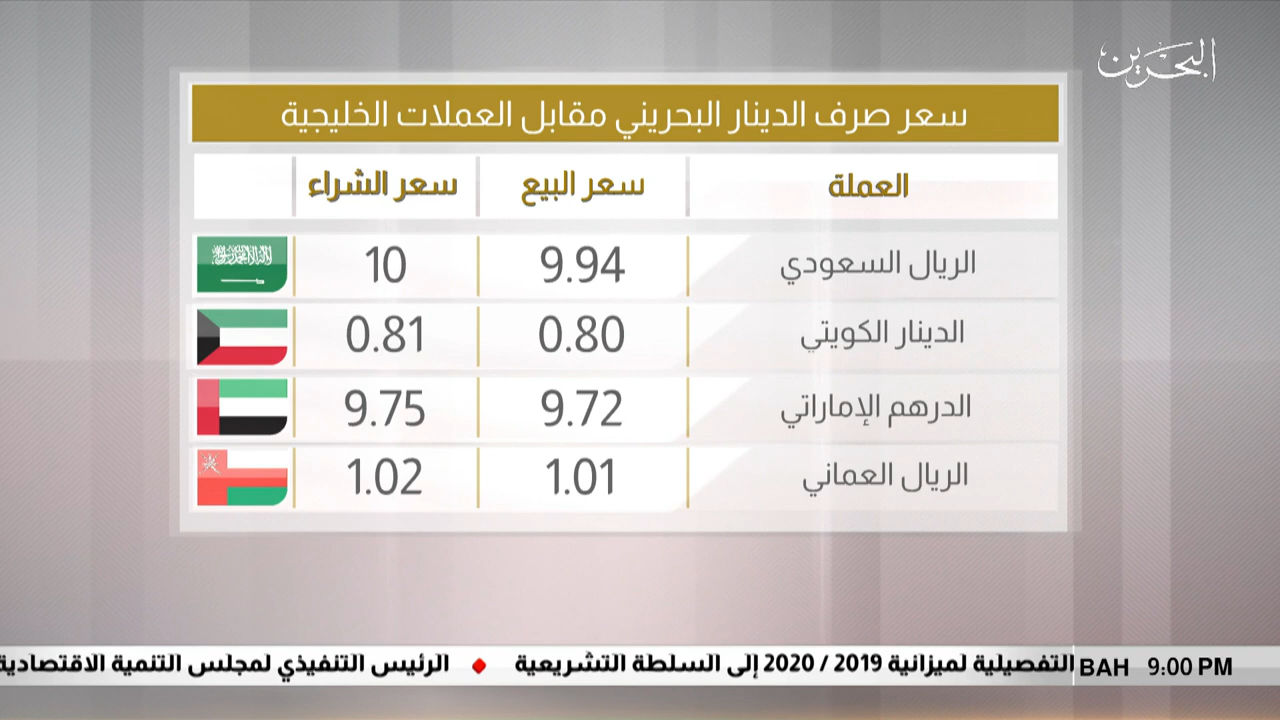 البحرين
سعر صرف الدينار البحريني مقابل العملات الخليجية
العملة سعر البيع سعر الشراء
الريال السعودي 9.94 10
الدينار الكويتي 0.80 0.81
الدرهم الإماراتي 9.72 9.75
الريال العماني 1.01 1.02
BAH 9:00 PM
التفصيلية لميزانية 2019 / 2020 إلى السلطة التشريعية ♦ الرئيس التنفيذي لمجلس التنمية الاقتصادية